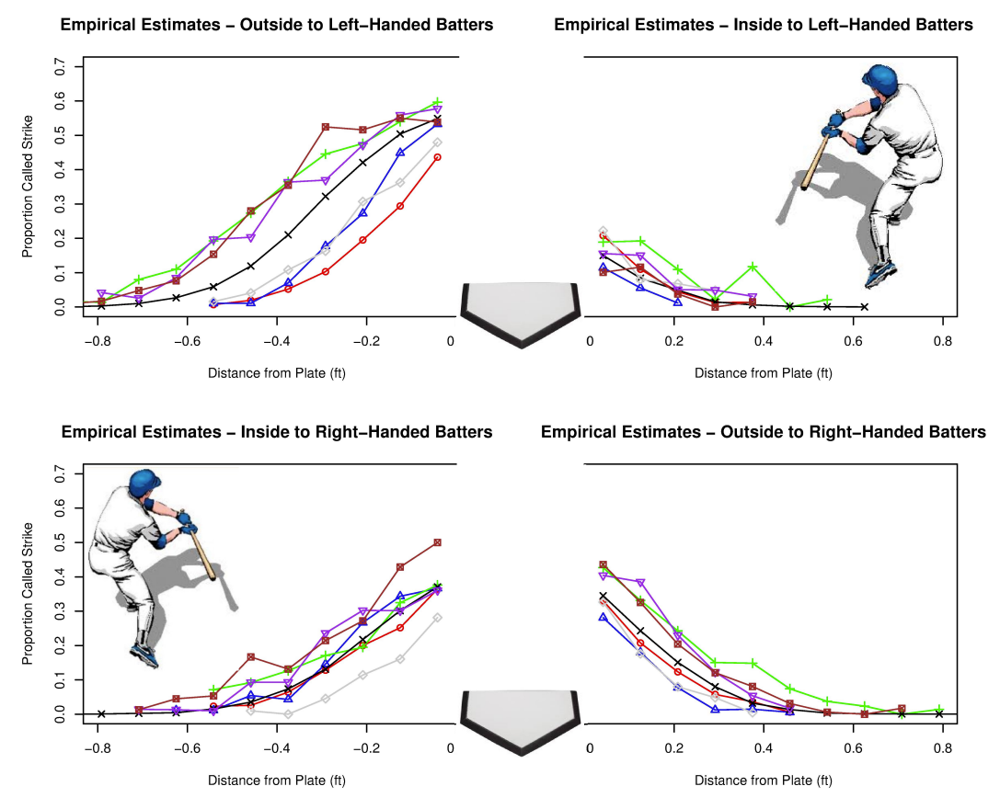 Empirical Estimates − Outside to Left−Handed Batters
Empirical Estimates − Inside to Left−Handed Batters
Proportion Called Strike
0.7
0.6
0.5
0.4
0.3
0.2
0.1
0.0
−0.8 −0.6 −0.4 −0.2 0
0 0.2 0.4 0.6 0.8
Distance from Plate (ft)
Distance from Plate (ft)
Empirical Estimates − Inside to Right−Handed Batters
Empirical Estimates − Outside to Right−Handed Batters
Proportion Called Strike
0.7
0.6
0.5
0.4
0.3
0.2
0.1
0.0
−0.8 −0.6 −0.4 −0.2 0
0 0.2 0.4 0.6 0.8
Distance from Plate (ft)
Distance from Plate (ft)